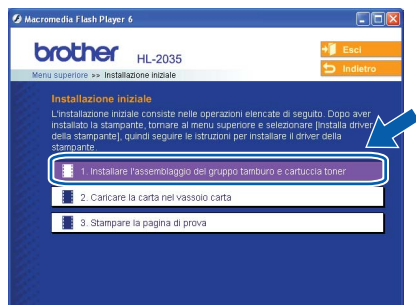 Macromedia Flash Player 6
brother HL-2035
Esci
Indietro
Menu superiore >> Installazione iniziale
Installazione iniziale
L'installazione iniziale consiste nelle operazioni elencate di seguito. Dopo aver
installato la stampante, tornare al menu superiore e selezionare [Installa driver
della stampante], quindi seguire le istruzioni per installare il driver della
stampante.
1. Installare l'assemblaggio del gruppo tamburo e cartuccia toner
2. Caricare la carta nel vassoio carta
3. Stampare la pagina di prova